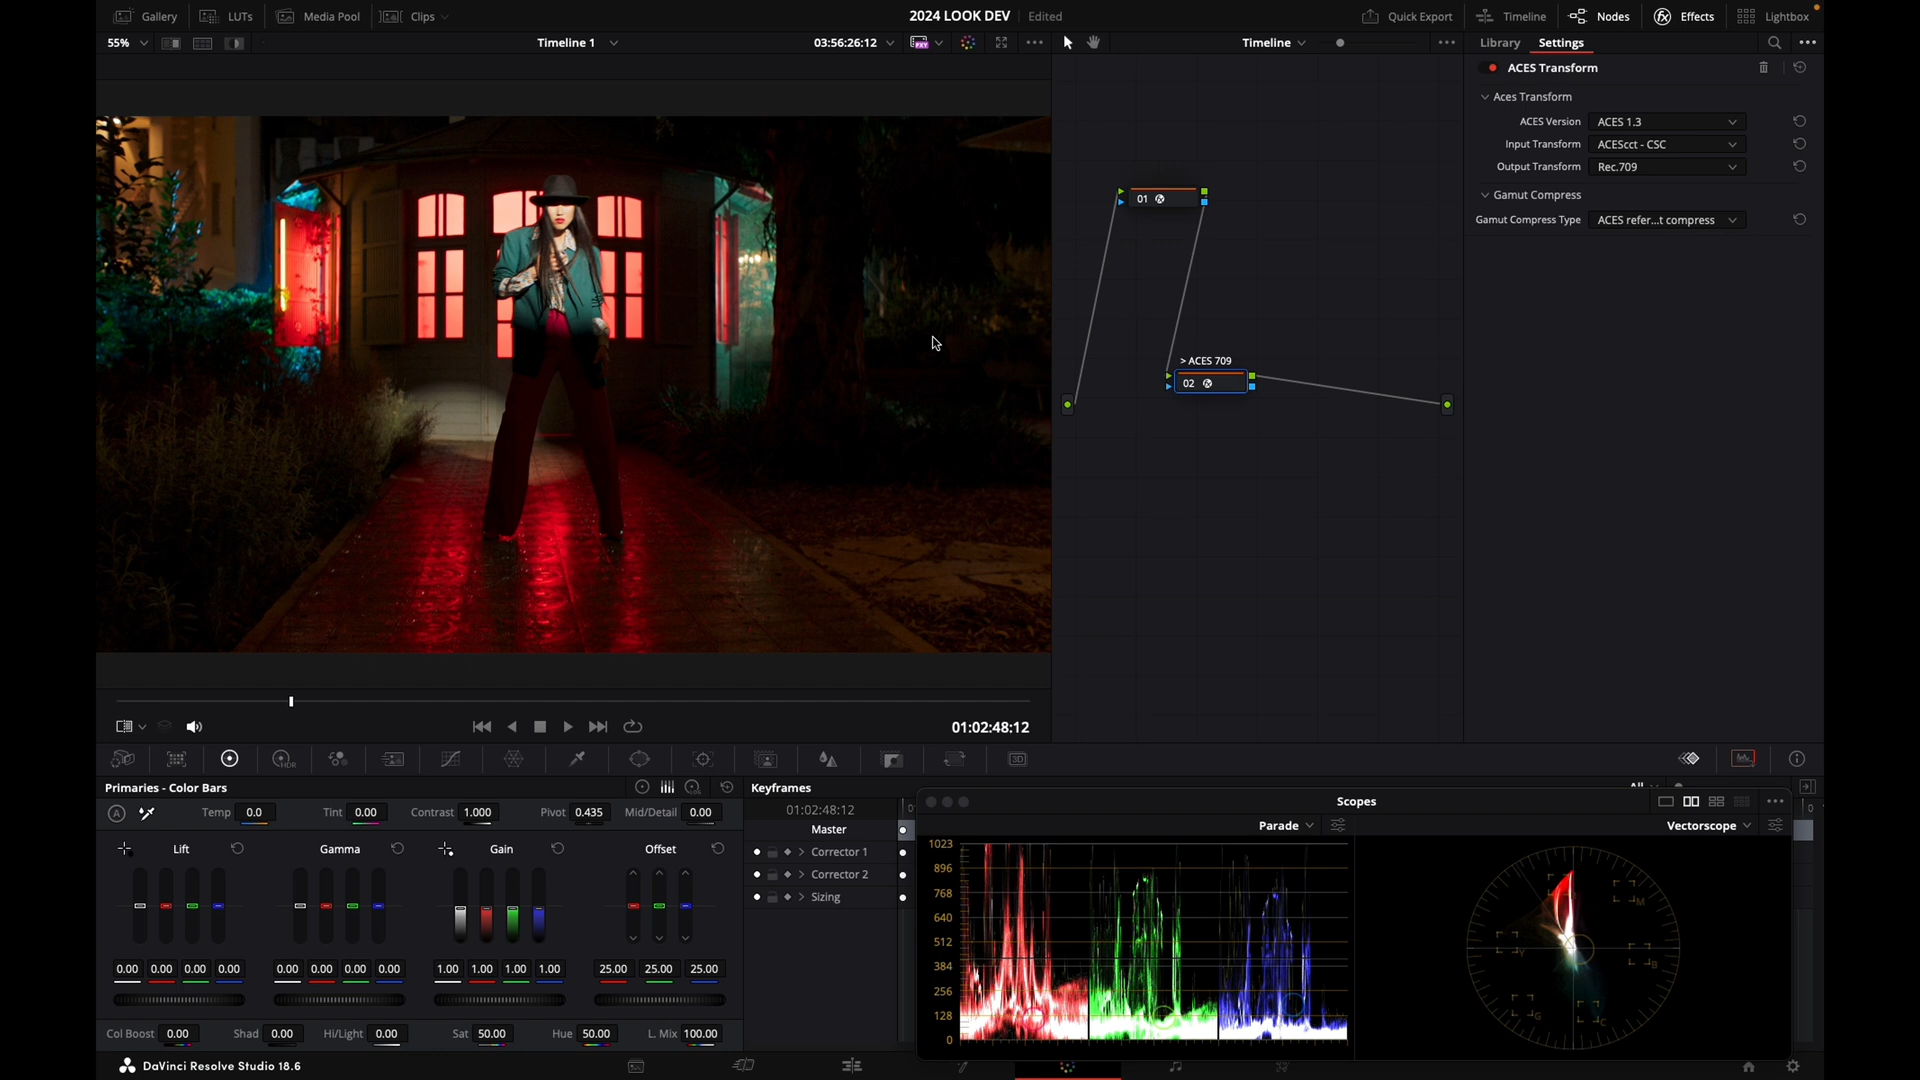 Gallery LUTs Media Pool Clips 2024 LOOK DEV Edited Quick Export Timeline Nodes Effects Lightbox
55% Timeline 1 03:56:26:12 Timeline Library Settings
ACES Transform
Aces Transform
ACES Version ACES 1.3
Input Transform ACEScct - CSC
Output Transform Rec.709
Gamut Compress
Gamut Compress Type ACES refer...t compress
01
> ACES 709
02
01:02:48:12
HDR 3D
Primaries - Color Bars Keyframes All
A Temp 0.0 Tint 0.00 Contrast 1.000 Pivot 0.435 Mid/Detail 0.00
01:02:48:12
Master
Corrector 1
Corrector 2
Sizing
Lift Gamma Gain Offset
0.00 0.00 0.00 0.00 0.00 0.00 0.00 0.00 1.00 1.00 1.00 1.00 25.00 25.00 25.00
Col Boost 0.00 Shad 0.00 Hi/Light 0.00 Sat 50.00 Hue 50.00 L. Mix 100.00
Scopes
Parade Vectorscope
1023
896
768
640
512
384
256
128
0
M
Y B
G C
DaVinci Resolve Studio 18.6